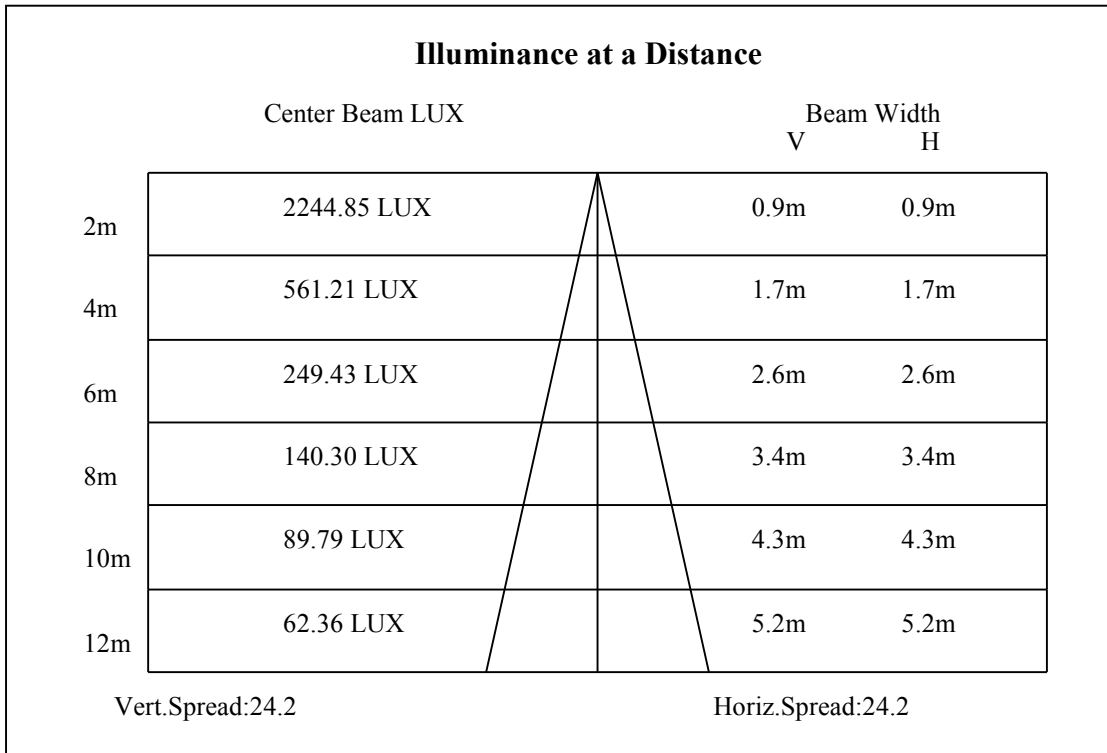 Illuminance at a Distance
Center Beam LUX Beam Width
V H
2m 2244.85 LUX 0.9m 0.9m
4m 561.21 LUX 1.7m 1.7m
6m 249.43 LUX 2.6m 2.6m
8m 140.30 LUX 3.4m 3.4m
10m 89.79 LUX 4.3m 4.3m
12m 62.36 LUX 5.2m 5.2m
Vert.Spread:24.2 Horiz.Spread:24.2